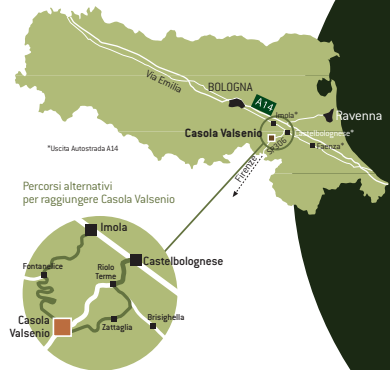 Via Emilia
BOLOGNA
A14
Imola*
Ravenna
Casola Valsenio
Castelbolognese*
SR306
Faenza*
*Uscita Autostrada A14
Firenze
Percorsi alternativi
per raggiungere Casola Valsenio
Imola
Castelbolognese
Fontanelice
Riolo
Terme
Casola
Valsenio
Zattaglia
Brisighella